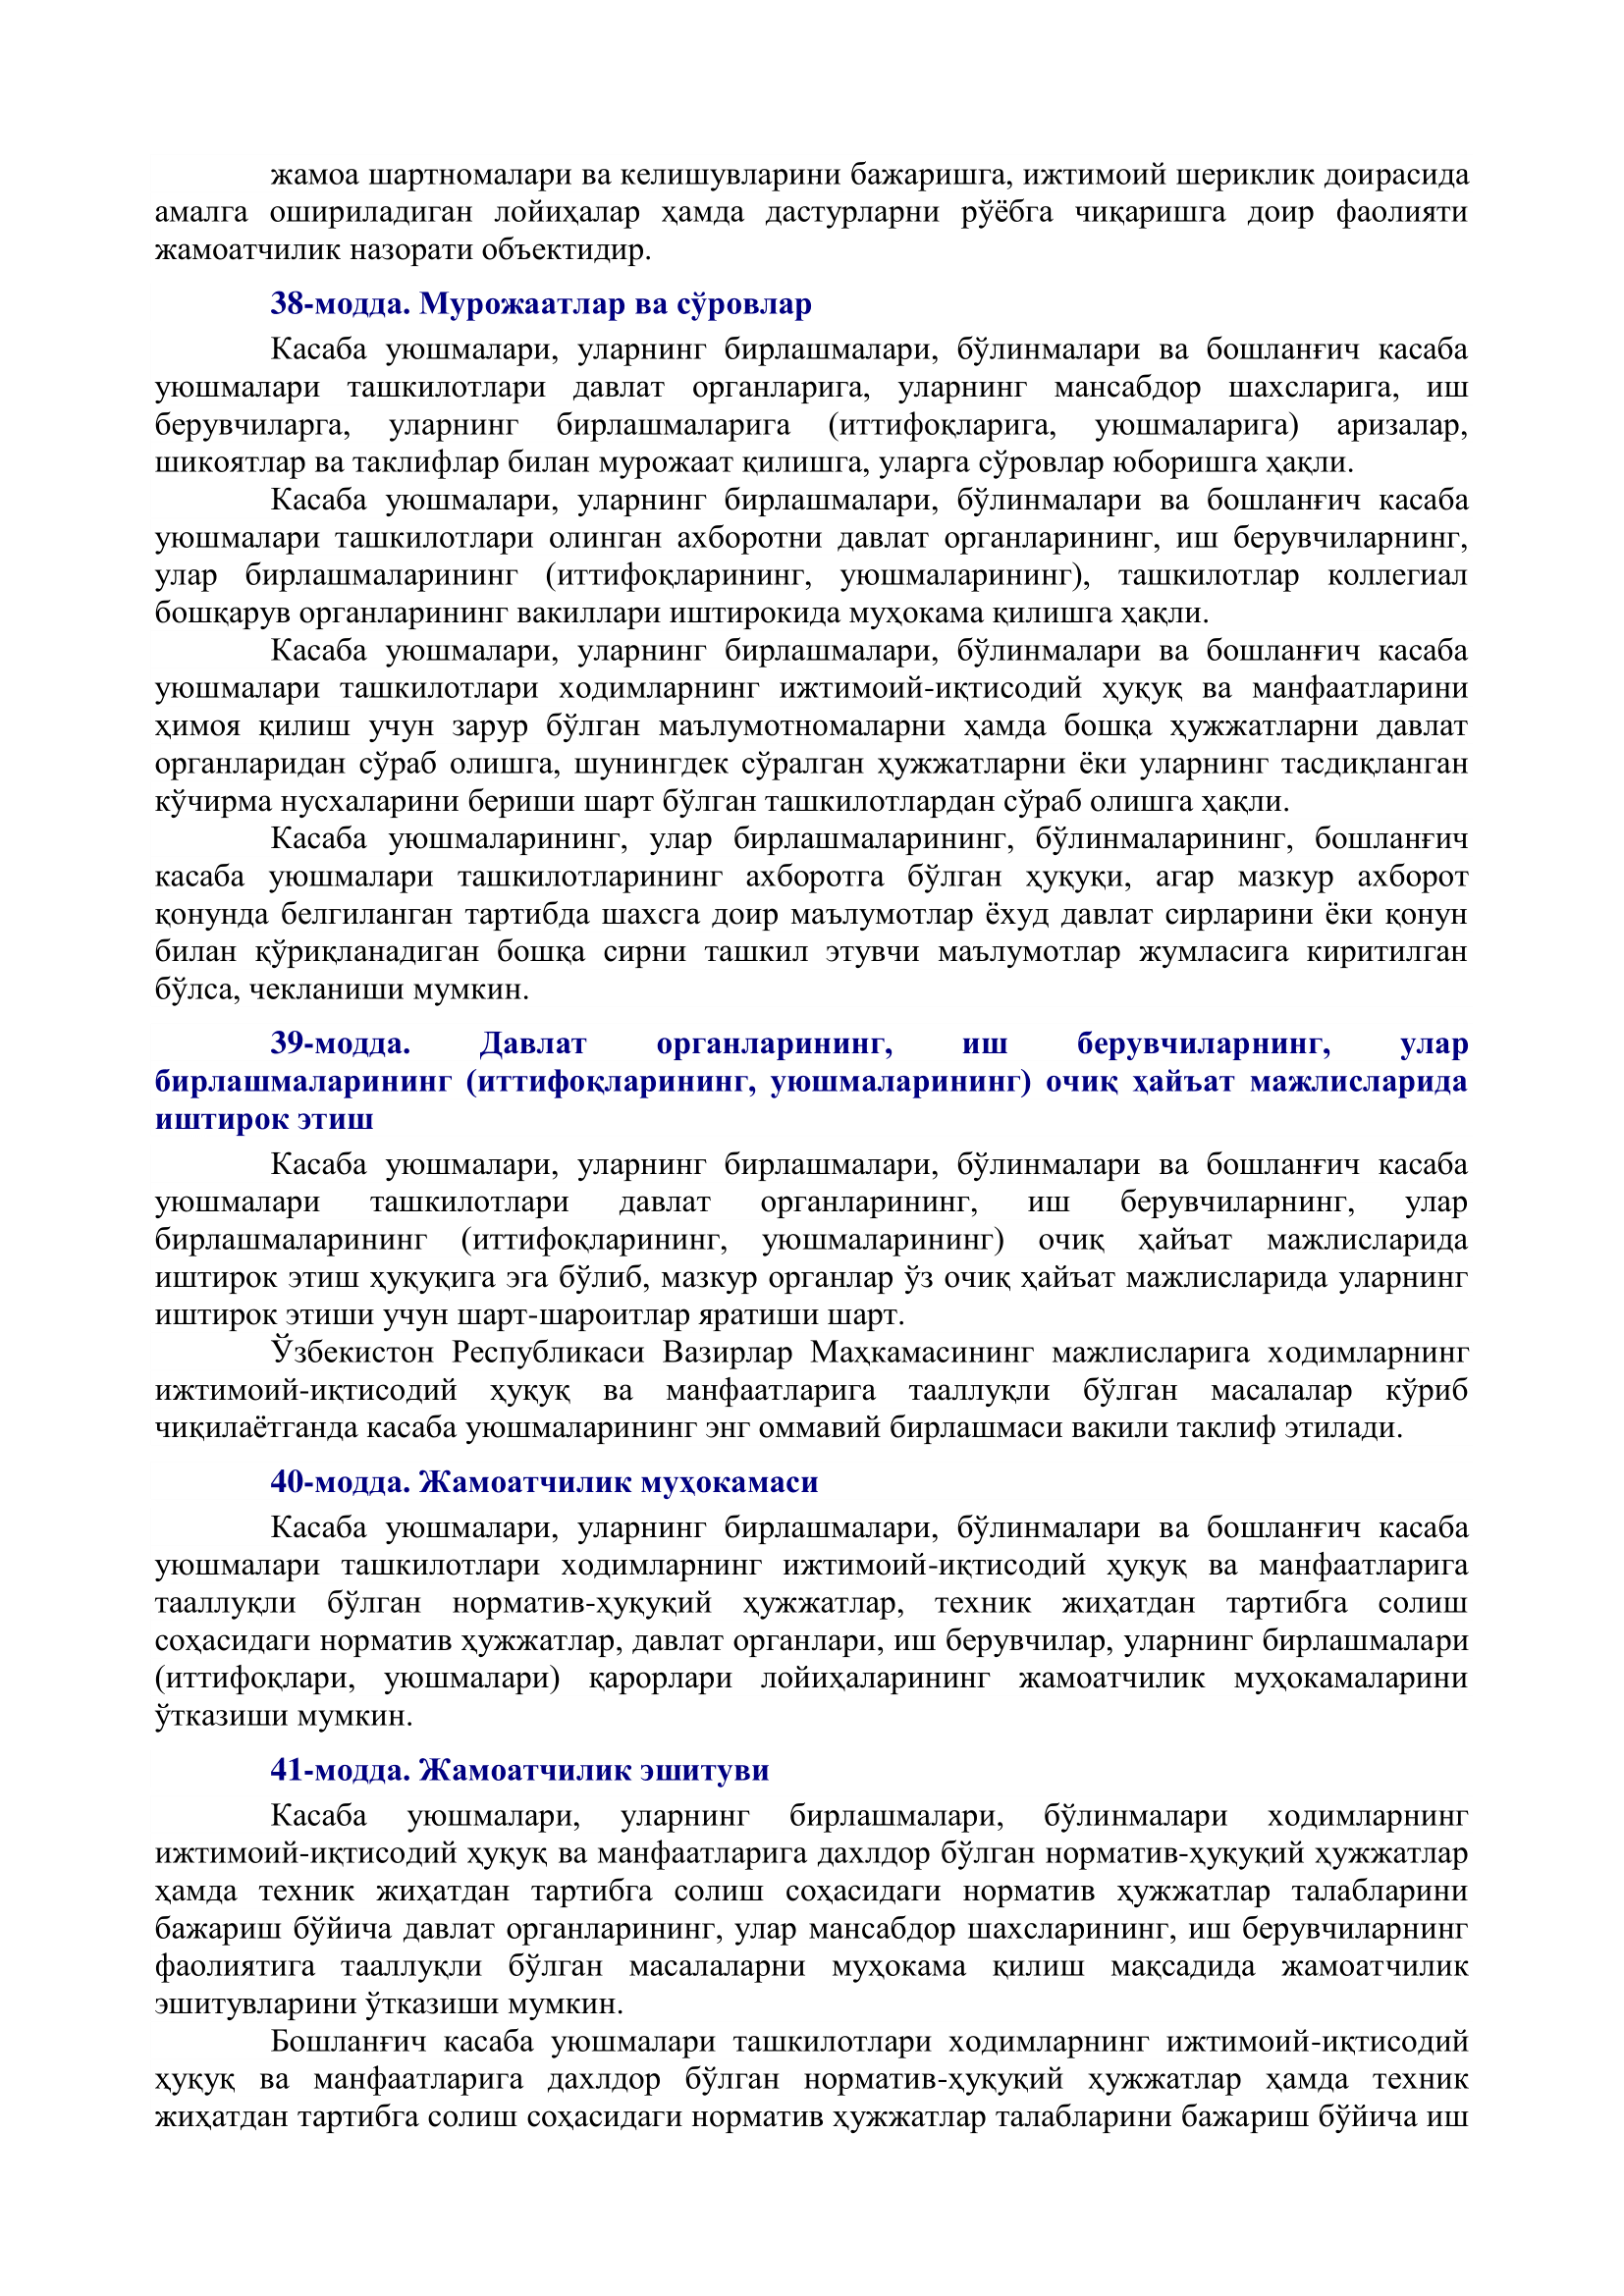 жамоа шартномалари ва келишувларини бажаришга, ижтимоий шериклик доирасида
амалга ошириладиган лойиҳалар ҳамда дастурларни рўёбга чиқаришга доир фаолияти
жамоатчилик назорати объектидир.
38-модда. Мурожаатлар ва сўровлар
Касаба уюшмалари, уларнинг бирлашмалари, бўлинмалари ва бошланғич касаба
уюшмалари ташкилотлари давлат органларига, уларнинг мансабдор шахсларига, иш
берувчиларга, уларнинг бирлашмаларига (иттифоқларига, уюшмаларига) аризалар,
шикоятлар ва таклифлар билан мурожаат қилишга, уларга сўровлар юборишга ҳақли.
Касаба уюшмалари, уларнинг бирлашмалари, бўлинмалари ва бошланғич касаба
уюшмалари ташкилотлари олинган ахборотни давлат органларининг, иш берувчиларнинг,
улар бирлашмаларининг (иттифоқларининг, уюшмаларининг), ташкилотлар коллегиал
бошқарув органларининг вакиллари иштирокида муҳокама қилишга ҳақли.
Касаба уюшмалари, уларнинг бирлашмалари, бўлинмалари ва бошланғич касаба
уюшмалари ташкилотлари ходимларнинг ижтимоий-иқтисодий ҳуқуқ ва манфаатларини
ҳимоя қилиш учун зарур бўлган маълумотномаларни ҳамда бошқа ҳужжатларни давлат
органларидан сўраб олишга, шунингдек сўралган ҳужжатларни ёки уларнинг тасдиқланган
кўчирма нусхаларини бериши шарт бўлган ташкилотлардан сўраб олишга ҳақли.
Касаба уюшмаларининг, улар бирлашмаларининг, бўлинмаларининг, бошланғич
касаба уюшмалари ташкилотларининг ахборотга бўлган ҳуқуқи, агар мазкур ахборот
қонунда белгиланган тартибда шахсга доир маълумотлар ёхуд давлат сирларини ёки қонун
билан қўриқланадиган бошқа сирни ташкил этувчи маълумотлар жумласига киритилган
бўлса, чекланиши мумкин.
39-модда. Давлат органларининг, иш берувчиларнинг, улар
бирлашмаларининг (иттифоқларининг, уюшмаларининг) очиқ ҳайъат мажлисларида
иштирок этиш
Касаба уюшмалари, уларнинг бирлашмалари, бўлинмалари ва бошланғич касаба
уюшмалари ташкилотлари давлат органларининг, иш берувчиларнинг, улар
бирлашмаларининг (иттифоқларининг, уюшмаларининг) очиқ ҳайъат мажлисларида
иштирок этиш ҳуқуқига эга бўлиб, мазкур органлар ўз очиқ ҳайъат мажлисларида уларнинг
иштирок этиши учун шарт-шароитлар яратиши шарт.
Ўзбекистон Республикаси Вазирлар Маҳкамасининг мажлисларига ходимларнинг
ижтимоий-иқтисодий ҳуқуқ ва манфаатларига тааллуқли бўлган масалалар кўриб
чиқилаётганда касаба уюшмаларининг энг оммавий бирлашмаси вакили таклиф этилади.
40-модда. Жамоатчилик муҳокамаси
Касаба уюшмалари, уларнинг бирлашмалари, бўлинмалари ва бошланғич касаба
уюшмалари ташкилотлари ходимларнинг ижтимоий-иқтисодий ҳуқуқ ва манфаатларига
тааллуқли бўлган норматив-ҳуқуқий ҳужжатлар, техник жиҳатдан тартибга солиш
соҳасидаги норматив ҳужжатлар, давлат органлари, иш берувчилар, уларнинг бирлашмалари
(иттифоқлари, уюшмалари) қарорлари лойиҳаларининг жамоатчилик муҳокамаларини
ўтказиши мумкин.
41-модда. Жамоатчилик эшитуви
Касаба уюшмалари, уларнинг бирлашмалари, бўлинмалари ходимларнинг
ижтимоий-иқтисодий ҳуқуқ ва манфаатларига дахлдор бўлган норматив-ҳуқуқий ҳужжатлар
ҳамда техник жиҳатдан тартибга солиш соҳасидаги норматив ҳужжатлар талабларини
бажариш бўйича давлат органларининг, улар мансабдор шахсларининг, иш берувчиларнинг
фаолиятига тааллуқли бўлган масалаларни муҳокама қилиш мақсадида жамоатчилик
эшитувларини ўтказиши мумкин.
Бошланғич касаба уюшмалари ташкилотлари ходимларнинг ижтимоий-иқтисодий
ҳуқуқ ва манфаатларига дахлдор бўлган норматив-ҳуқуқий ҳужжатлар ҳамда техник
жиҳатдан тартибга солиш соҳасидаги норматив ҳужжатлар талабларини бажариш бўйича иш